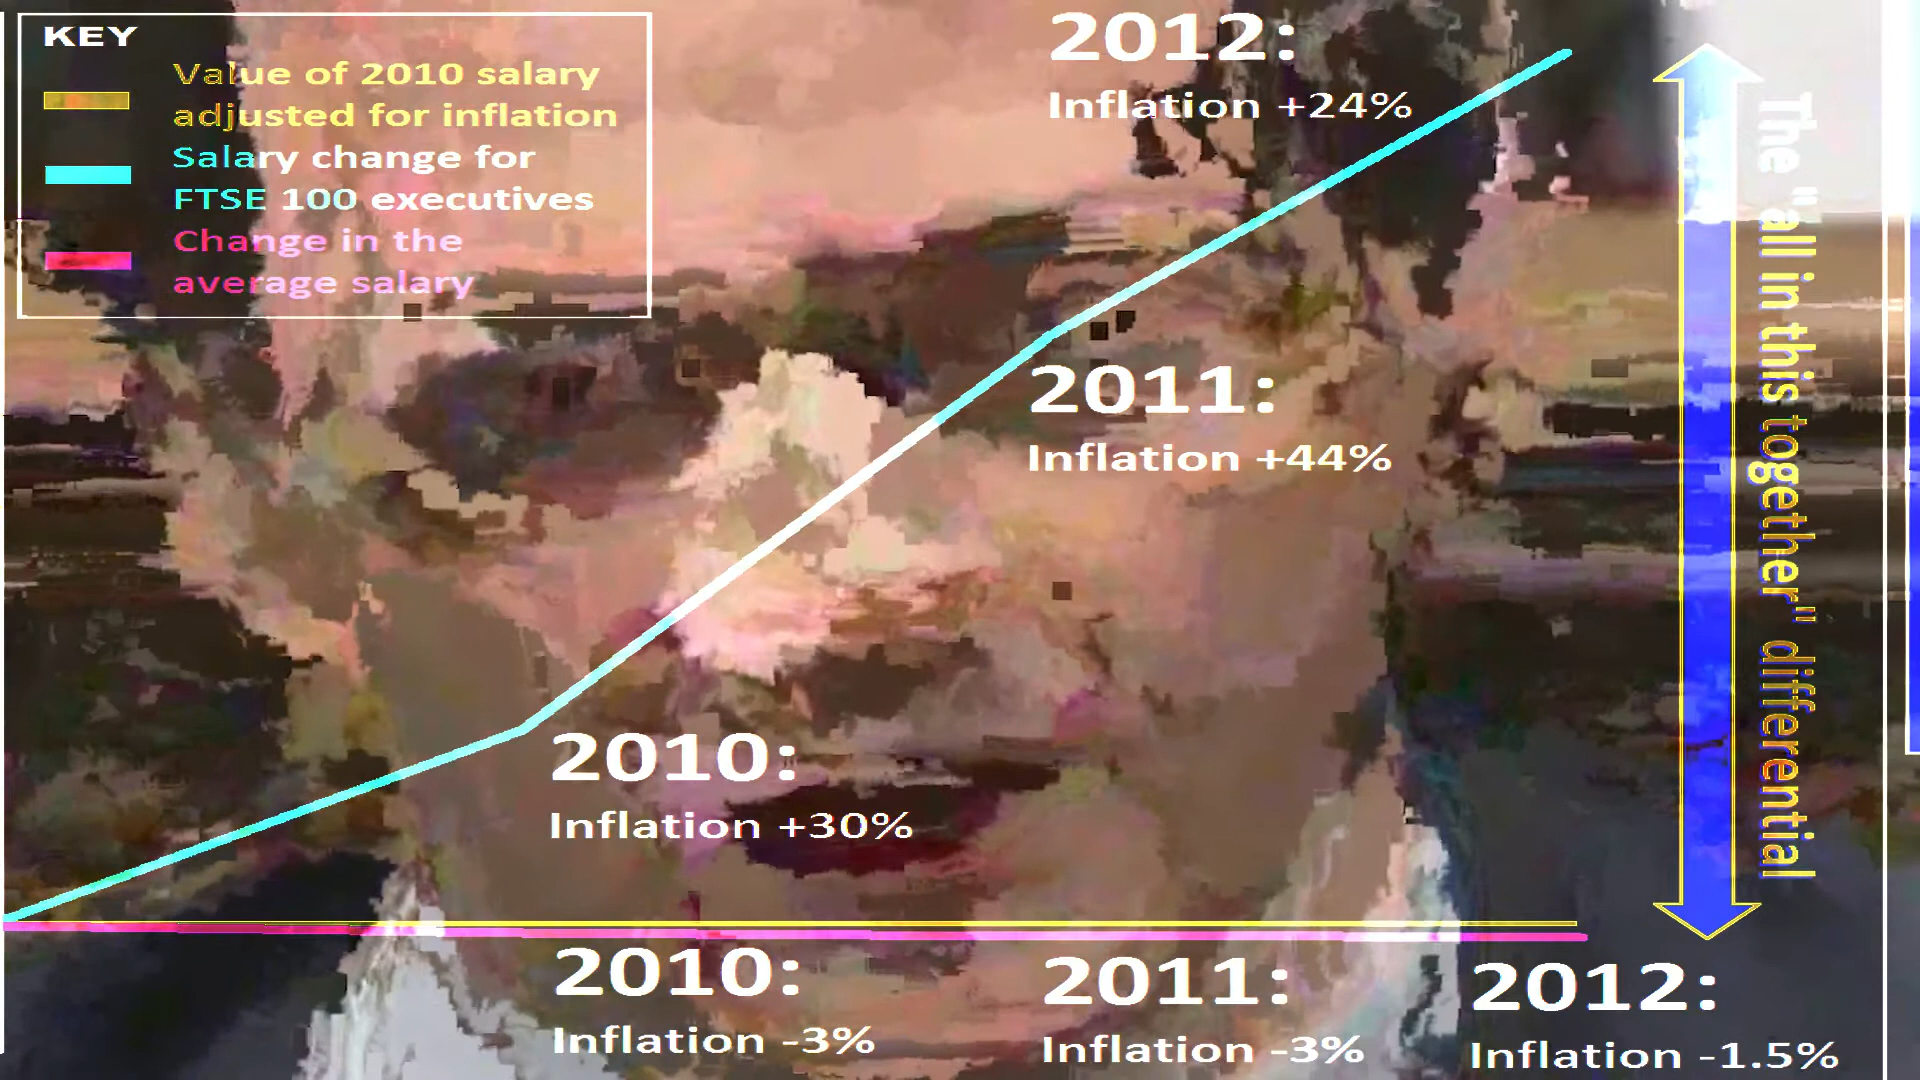 KEY
Value of 2010 salary
adjusted for inflation
Salary change for
FTSE 100 executives
Change in the
average salary
2012:
Inflation +24%
2011:
Inflation +44%
2010:
Inflation +30%
2010:
Inflation -3%
2011:
Inflation -3%
2012:
Inflation -1.5%
The "all in this together" differential